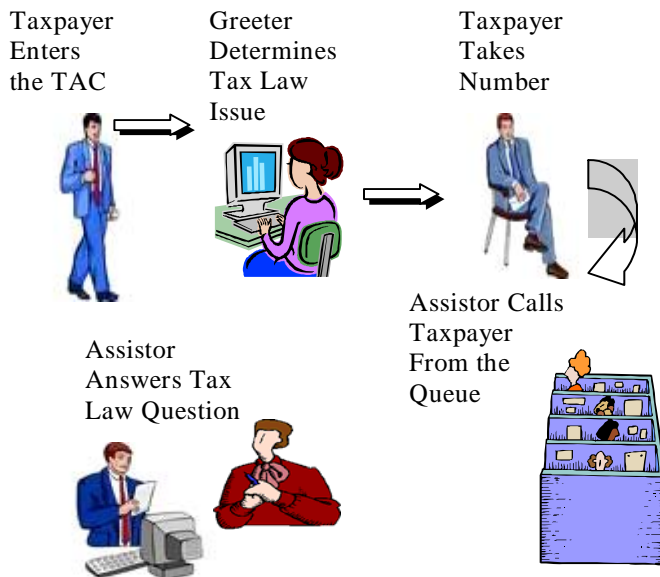 Taxpayer
Enters
the TAC
Greeter
Determines
Tax Law
Issue
Taxpayer
Takes
Number
Assistor Calls
Taxpayer
From the
Queue
Assistor
Answers Tax
Law Question